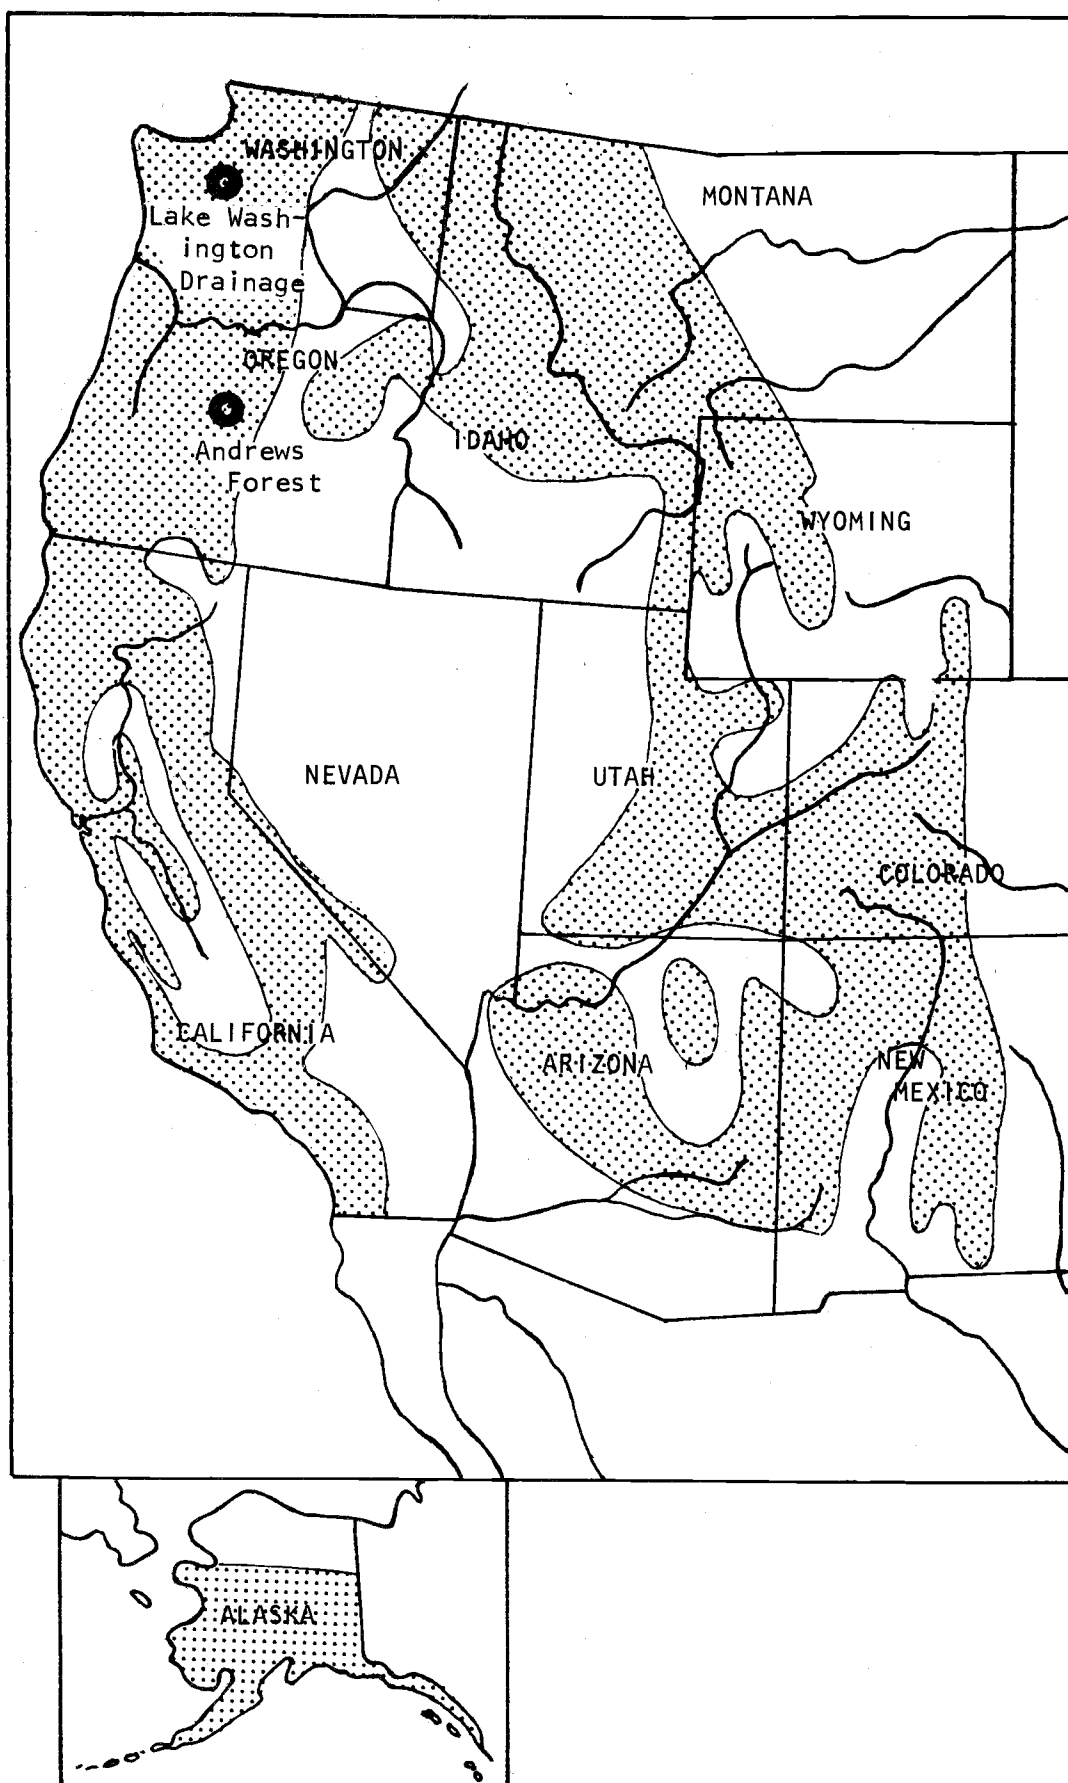 WASHINGTON
MONTANA
Lake Wash-
ington
Drainage
OREGON
IDAHO
Andrews
Forest
WYOMING
NEVADA
UTAH
COLORADO
CALIFORNIA
ARIZONA
NEW
MEXICO
ALASKA